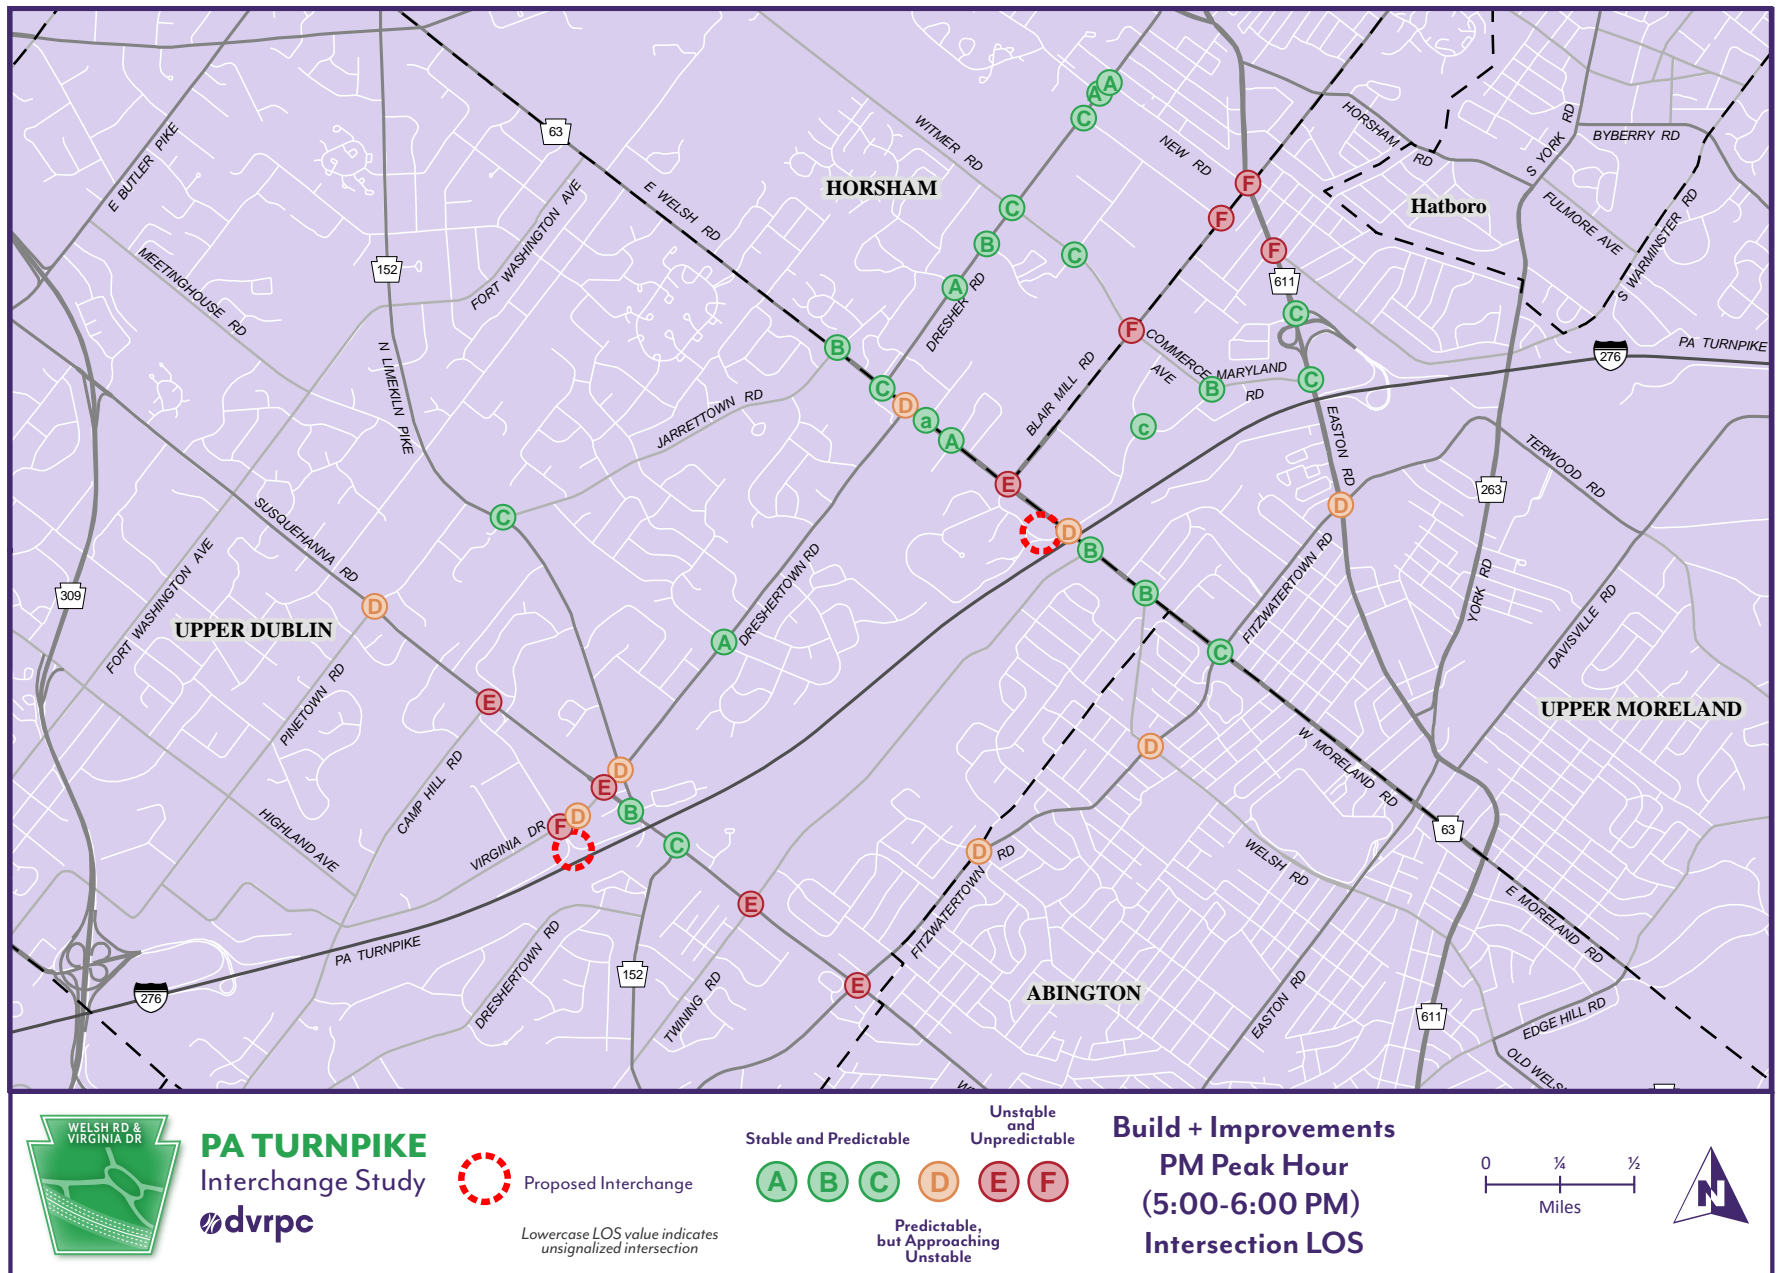 A
A
C
63
WITMER RD
NEW RD
HORSHAM
RD
S YORK RD
BYBERRY RD
E BUTLER PIKE
HORSHAM
E WELSH RD
FORT WASHINGTON AVE
C
F
F
Hatboro
FULMORE AVE
S WARMINSTER RD
MEETINGHOUSE RD
152
B
C
F
611
A
DRESHER RD
C
N LIMEKILN PIKE
B
F
COMMERCE
AVE
MARYLAND
RD
B
C
276
PA TURNPIKE
C
D
a
A
JARRETTOWN RD
BLAIR MILL RD
c
EASTON RD
TERWOOD RD
E
263
SUSQUEHANNA RD
C
D
B
D
FORT WASHINGTON AVE
309
DRESHERTOWN RD
B
FITZWATERTOWN RD
YORK RD
DAVISVILLE RD
UPPER DUBLIN
D
A
C
PINETOWN RD
E
UPPER MORELAND
D
W MORELAND RD
CAMP HILL RD
D
E
B
D
F
HIGHLAND AVE
VIRGINIA DR
C
D
RD
63
WELSH RD
E
FITZWATERTOWN
E MORELAND RD
PA TURNPIKE
DRESHERTOWN RD
152
TWINING RD
E
ABINGTON
EASTON RD
276
611
EDGE HILL RD
OLD WELSH
WELSH RD &
VIRGINIA DR
PA TURNPIKE
Interchange Study
dvrpc
Proposed Interchange
Lowercase LOS value indicates
unsignalized intersection
Stable and Predictable
Unstable
and
Unpredictable
A B C D E F
Predictable,
but Approaching
Unstable
Build + Improvements
PM Peak Hour
(5:00-6:00 PM)
Intersection LOS
0 ¼ ½
Miles
N